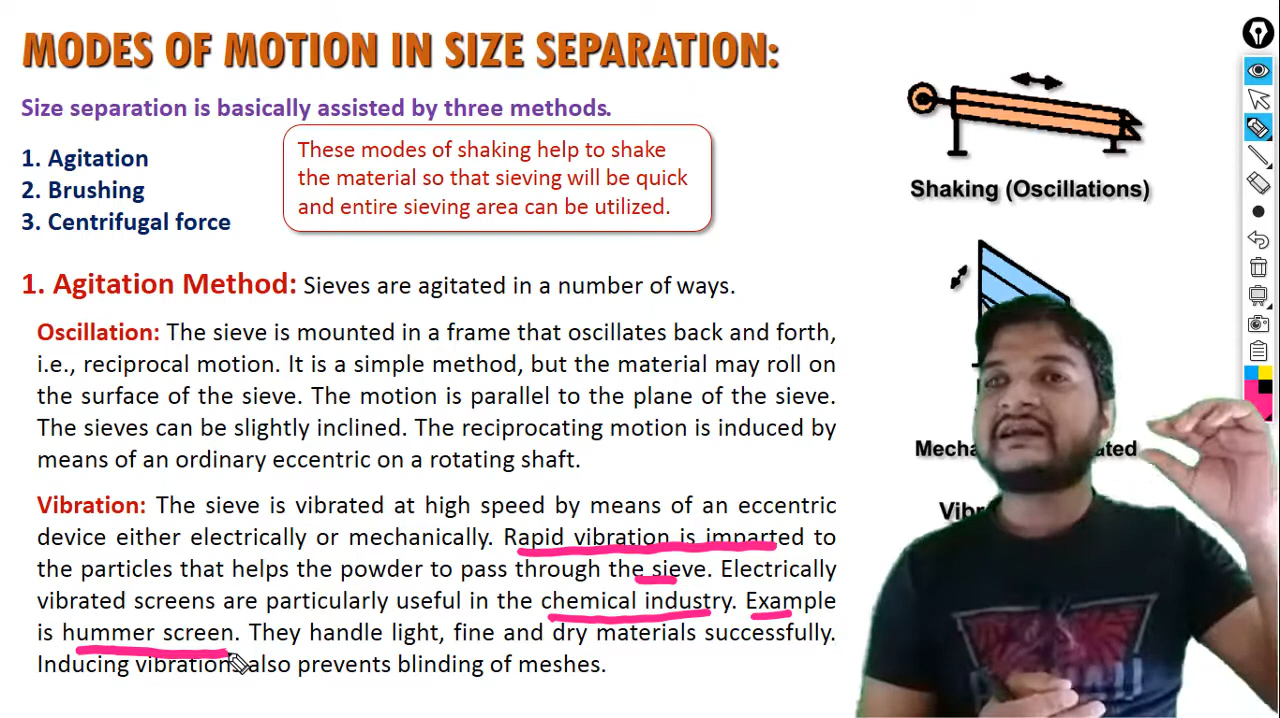 MODES OF MOTION IN SIZE SEPARATION:
Size separation is basically assisted by three methods.
1. Agitation
2. Brushing
3. Centrifugal force
These modes of shaking help to shake
the material so that sieving will be quick
and entire sieving area can be utilized.
1. Agitation Method: Sieves are agitated in a number of ways.
Oscillation: The sieve is mounted in a frame that oscillates back and forth,
i.e., reciprocal motion. It is a simple method, but the material may roll on
the surface of the sieve. The motion is parallel to the plane of the sieve.
The sieves can be slightly inclined. The reciprocating motion is induced by
means of an ordinary eccentric on a rotating shaft.
Vibration: The sieve is vibrated at high speed by means of an eccentric
device either electrically or mechanically. Rapid vibration is imparted to
the particles that helps the powder to pass through the sieve. Electrically
vibrated screens are particularly useful in the chemical industry. Example
is hummer screen. They handle light, fine and dry materials successfully.
Inducing vibration also prevents blinding of meshes.
Shaking (Oscillations)